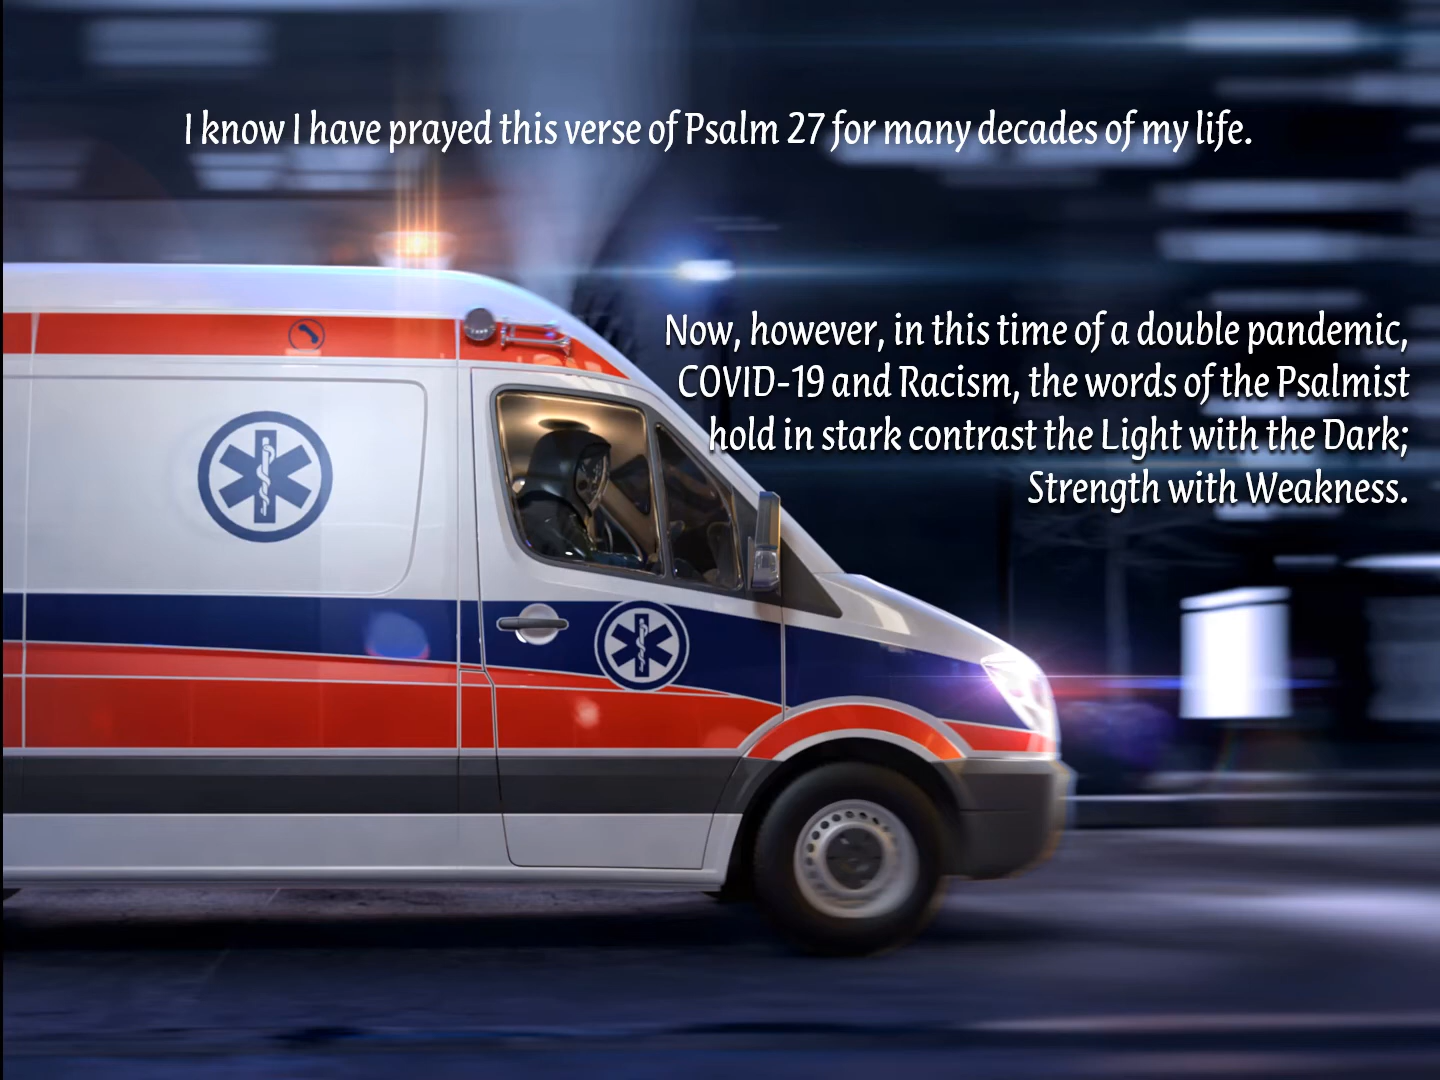 I know I have prayed this verse of Psalm 27 for many decades of my life.
Now, however, in this time of a double pandemic,
COVID-19 and Racism, the words of the Psalmist
hold in stark contrast the Light with the Dark;
Strength with Weakness.